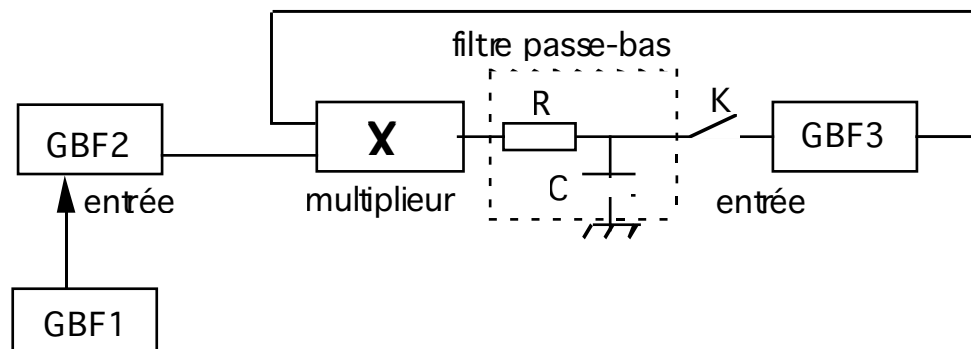 filtre passe-bas
R
K
GBF2
X
GBF3
C
entrée
multiplieur
entrée
GBF1